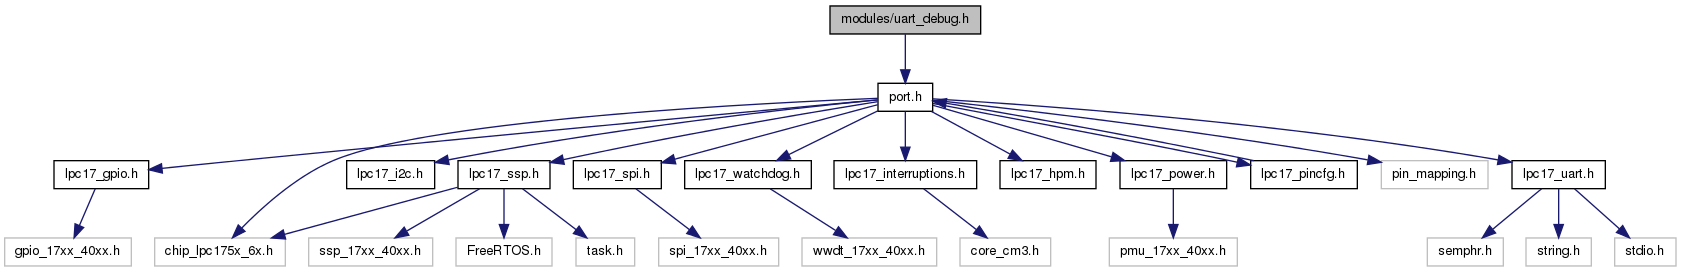 modules/uart_debug.h
port.h
lpc17_gpio.h
lpc17_i2c.h
lpc17_ssp.h
lpc17_spi.h
lpc17_watchdog.h
lpc17_interruptions.h
lpc17_hpm.h
lpc17_power.h
lpc17_pincfg.h
pin_mapping.h
lpc17_uart.h
gpio_17xx_40xx.h
chip_lpc175x_6x.h
ssp_17xx_40xx.h
FreeRTOS.h
task.h
spi_17xx_40xx.h
wwdt_17xx_40xx.h
core_cm3.h
pmu_17xx_40xx.h
semphr.h
string.h
stdio.h